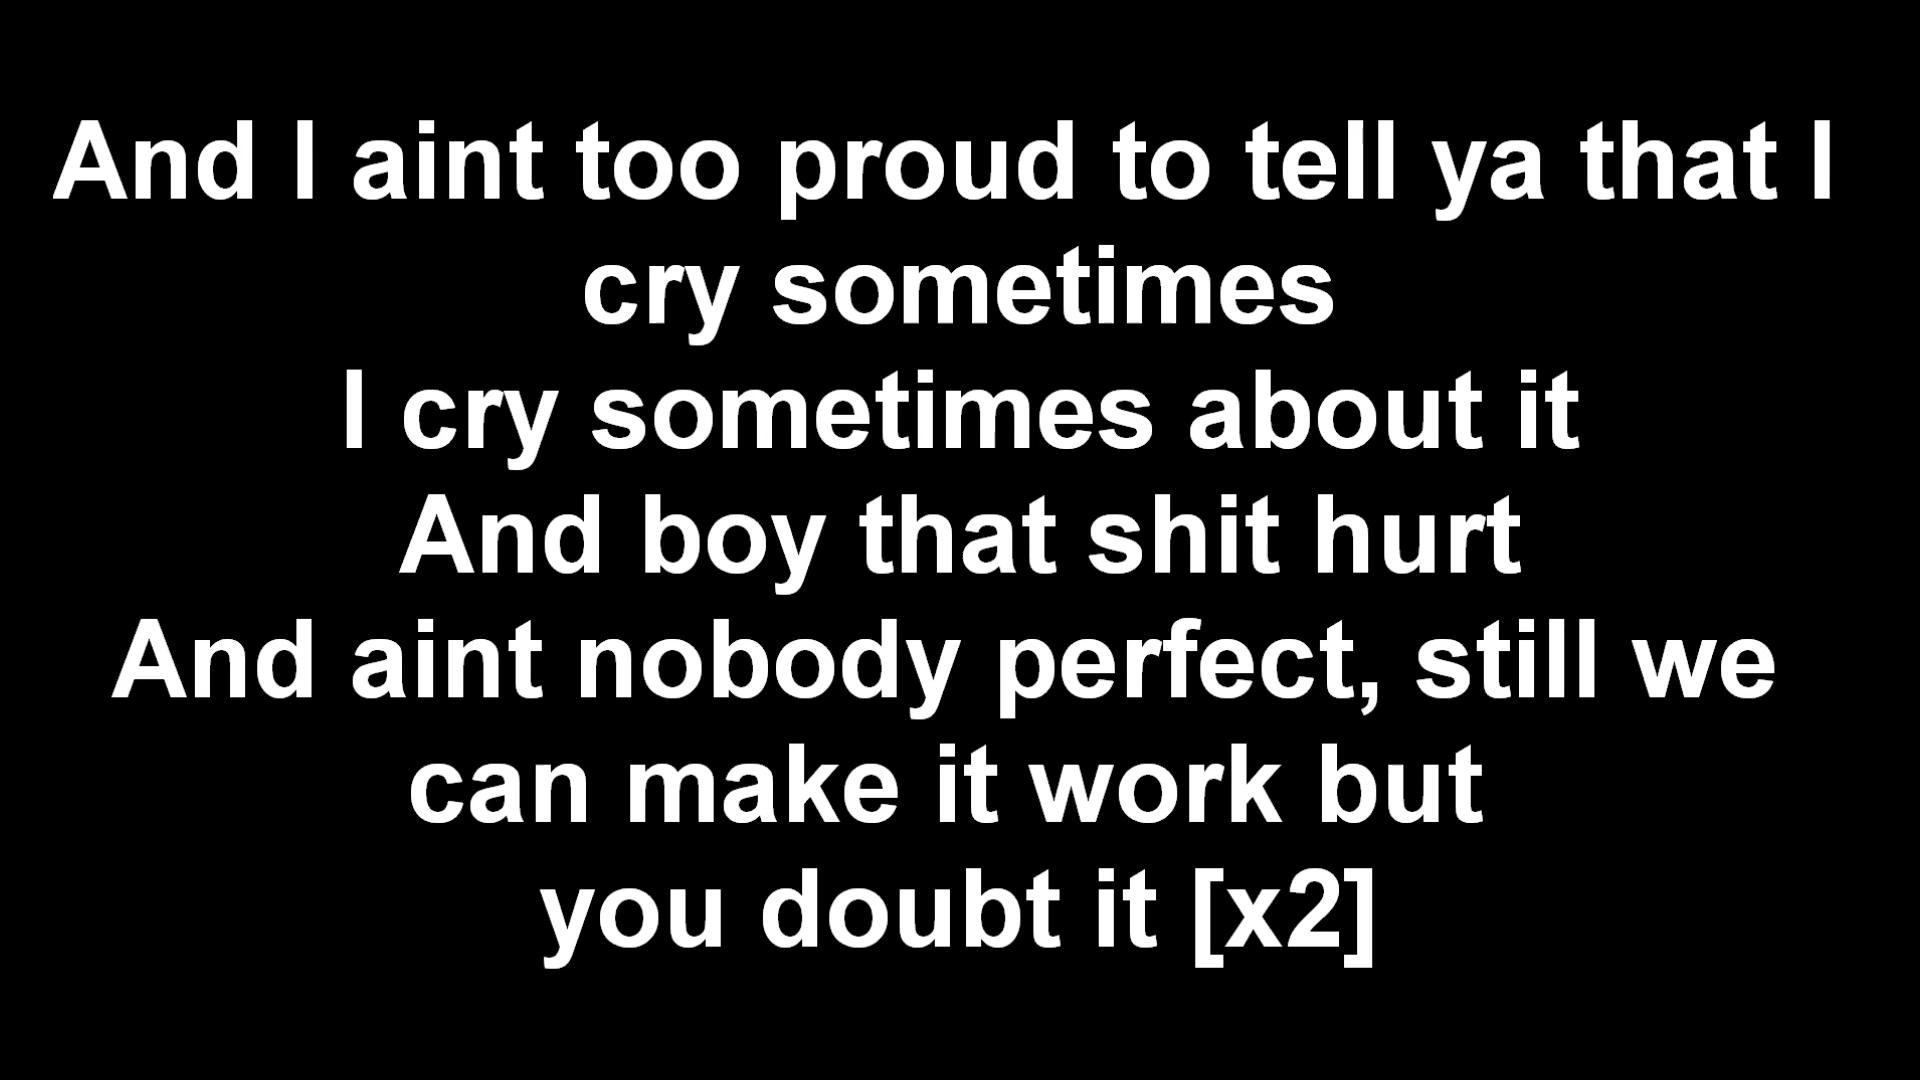 And I aint too proud to tell ya that I
cry sometimes
I cry sometimes about it
And boy that shit hurt
And aint nobody perfect, still we
can make it work but
you doubt it [x2]